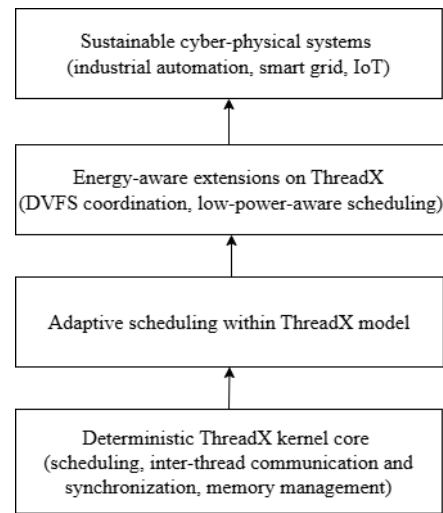 Sustainable cyber-physical systems
(industrial automation, smart grid, IoT)
Energy-aware extensions on ThreadX
(DVFS coordination, low-power-aware scheduling)
Adaptive scheduling within ThreadX model
Deterministic ThreadX kernel core
(scheduling, inter-thread communication and
synchronization, memory management)